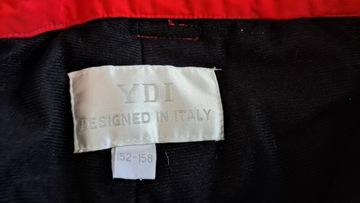 YDI
DESIGNED IN ITALY
152-158